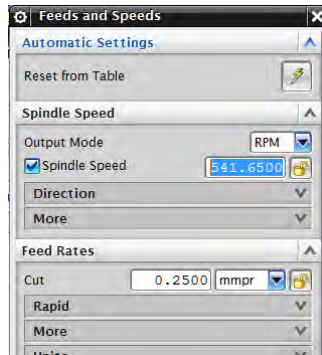 Feeds and Speeds
Automatic Settings
Reset from Table
Spindle Speed
Output Mode RPM
Spindle Speed 541.6500
Direction
More
Feed Rates
Cut 0.2500 mmpr
Rapid
More
Units